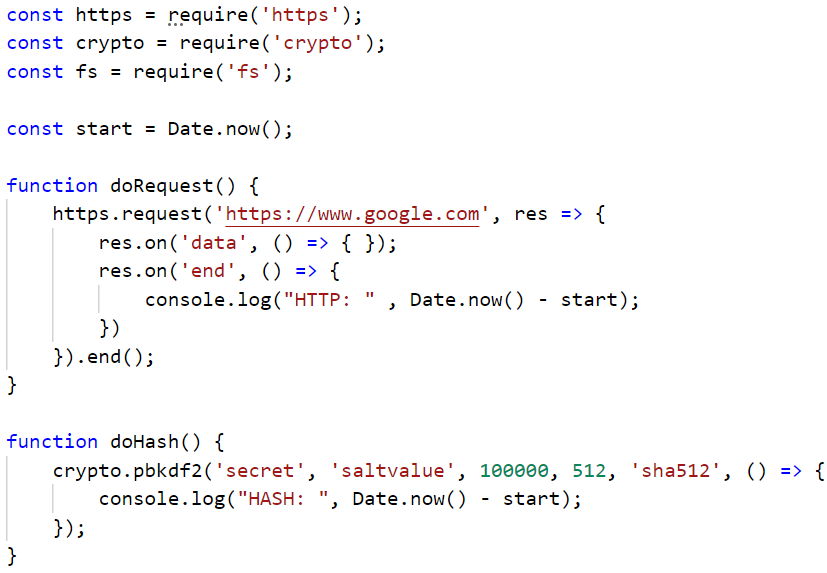 const https = require('https');
const crypto = require('crypto');
const fs = require('fs');

const start = Date.now();

function doRequest() {
    https.request('https://www.google.com', res => {
        res.on('data', () => { });
        res.on('end', () => {
            console.log("HTTP: " , Date.now() - start);
        })
    }).end();
}

function doHash() {
    crypto.pbkdf2('secret', 'saltvalue', 100000, 512, 'sha512', () => {
        console.log("HASH: ", Date.now() - start);
    });
}